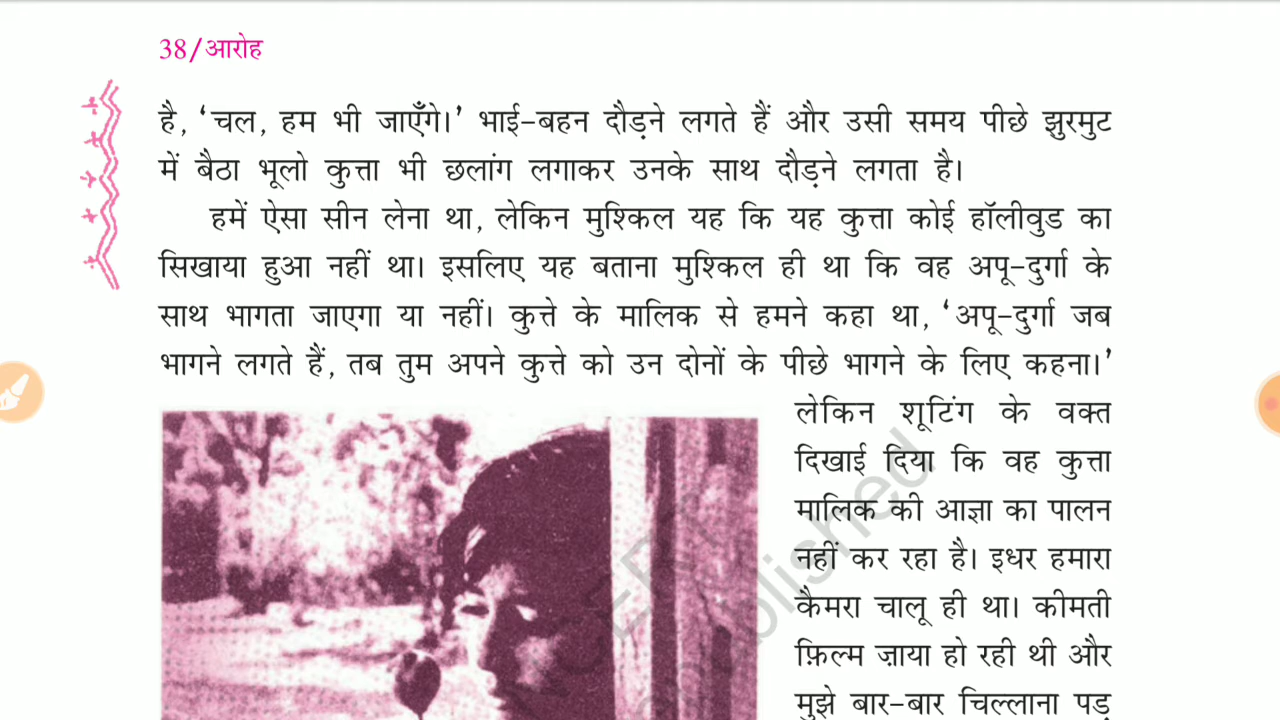 38/आरोह
है, ‘चल, हम भी जाएँगे।’ भाई-बहन दौड़ने लगते हैं और उसी समय पीछे झुरमुट
में बैठा भूलो कुत्ता भी छलांग लगाकर उनके साथ दौड़ने लगता है।
हमें ऐसा सीन लेना था, लेकिन मुश्किल यह कि यह कुत्ता कोई हॉलीवुड का
सिखाया हुआ नहीं था। इसलिए यह बताना मुश्किल ही था कि वह अपू-दुर्गा के
साथ भागता जाएगा या नहीं। कुत्ते के मालिक से हमने कहा था, ‘अपू-दुर्गा जब
भागने लगते हैं, तब तुम अपने कुत्ते को उन दोनों के पीछे भागने के लिए कहना।’
लेकिन शूटिंग के वक्त
दिखाई दिया कि वह कुत्ता
मालिक की आज्ञा का पालन
नहीं कर रहा है। इधर हमारा
कैमरा चालू ही था। कीमती
फ़िल्म ज़ाया हो रही थी और
मुझे बार-बार चिल्लाना पड़